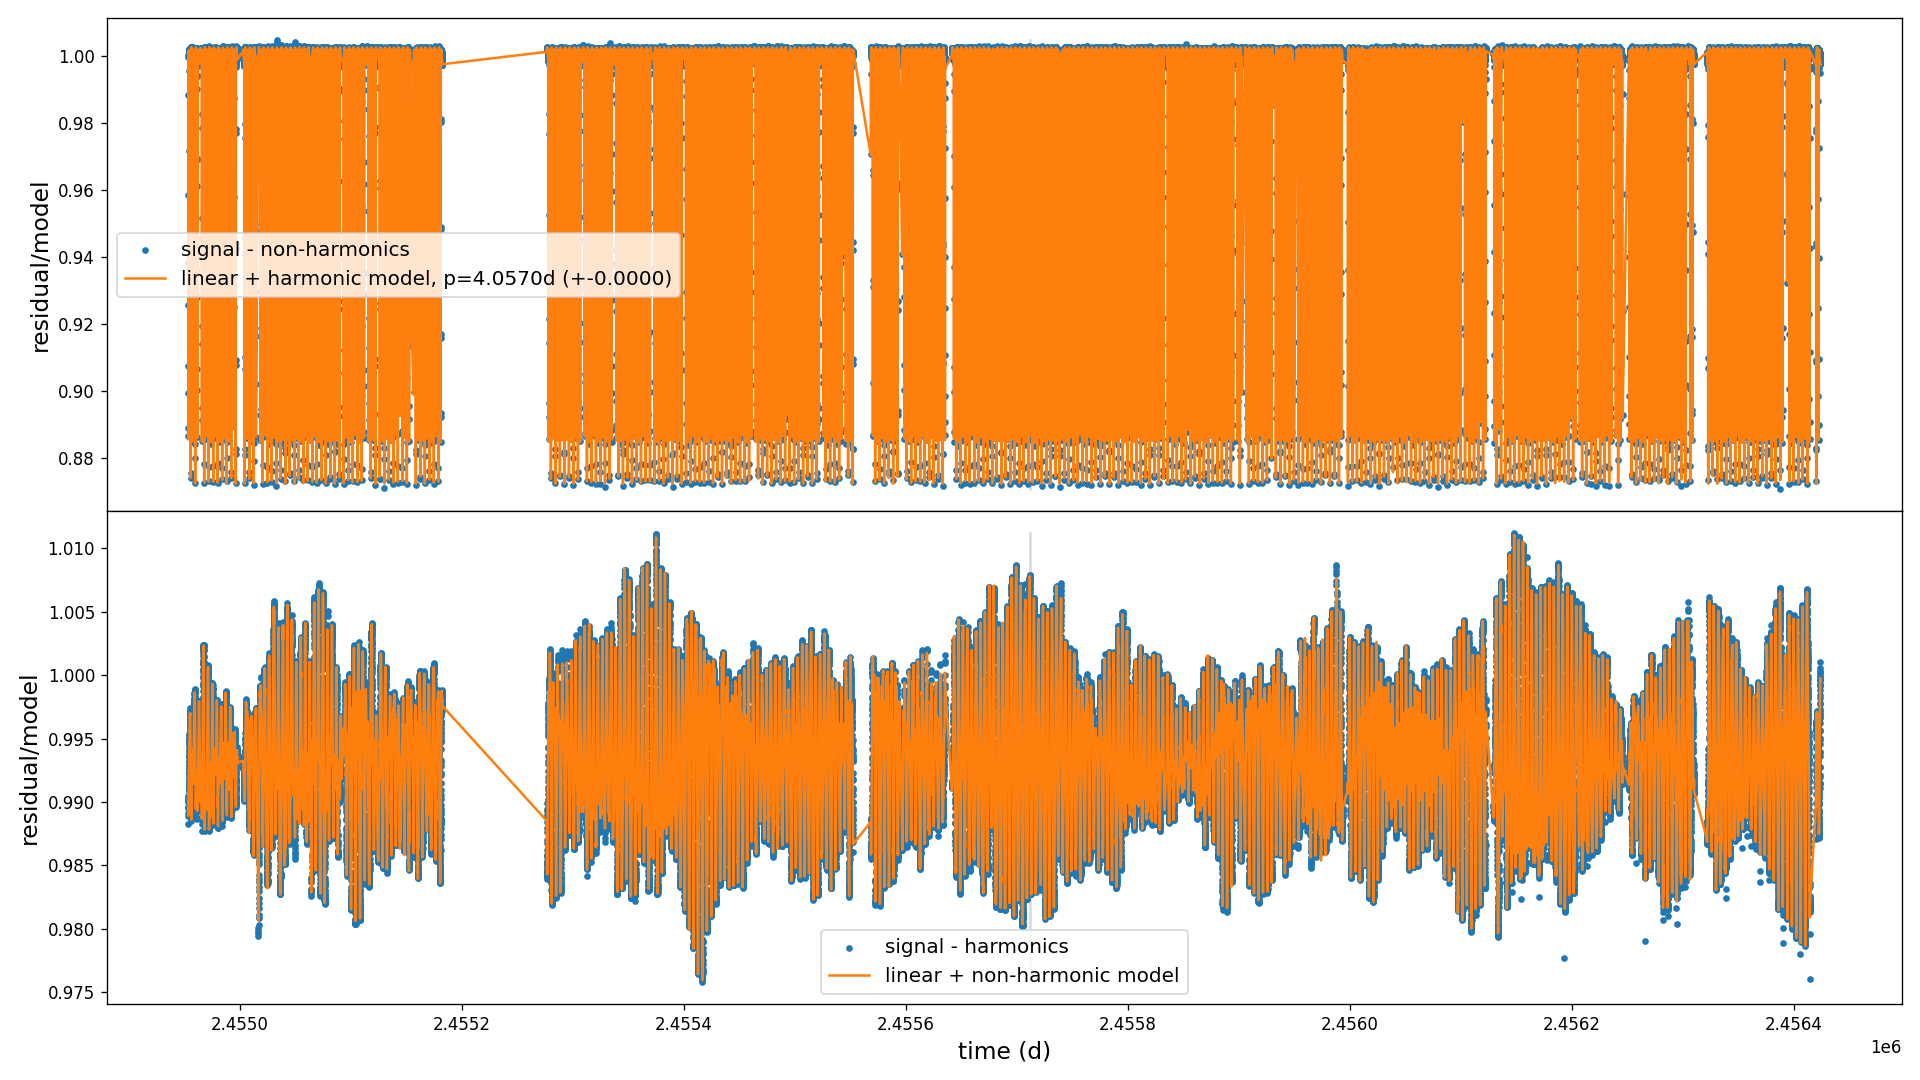 1.00
0.98
0.96
0.94
0.92
0.90
0.88
residual/model
signal - non-harmonics
linear + harmonic model, p=4.0570d (+-0.0000)
1.010
1.005
1.000
0.995
0.990
0.985
0.980
0.975
residual/model
signal - harmonics
linear + non-harmonic model
2.4550 2.4552 2.4554 2.4556 2.4558 2.4560 2.4562 2.4564
time (d)
1e6